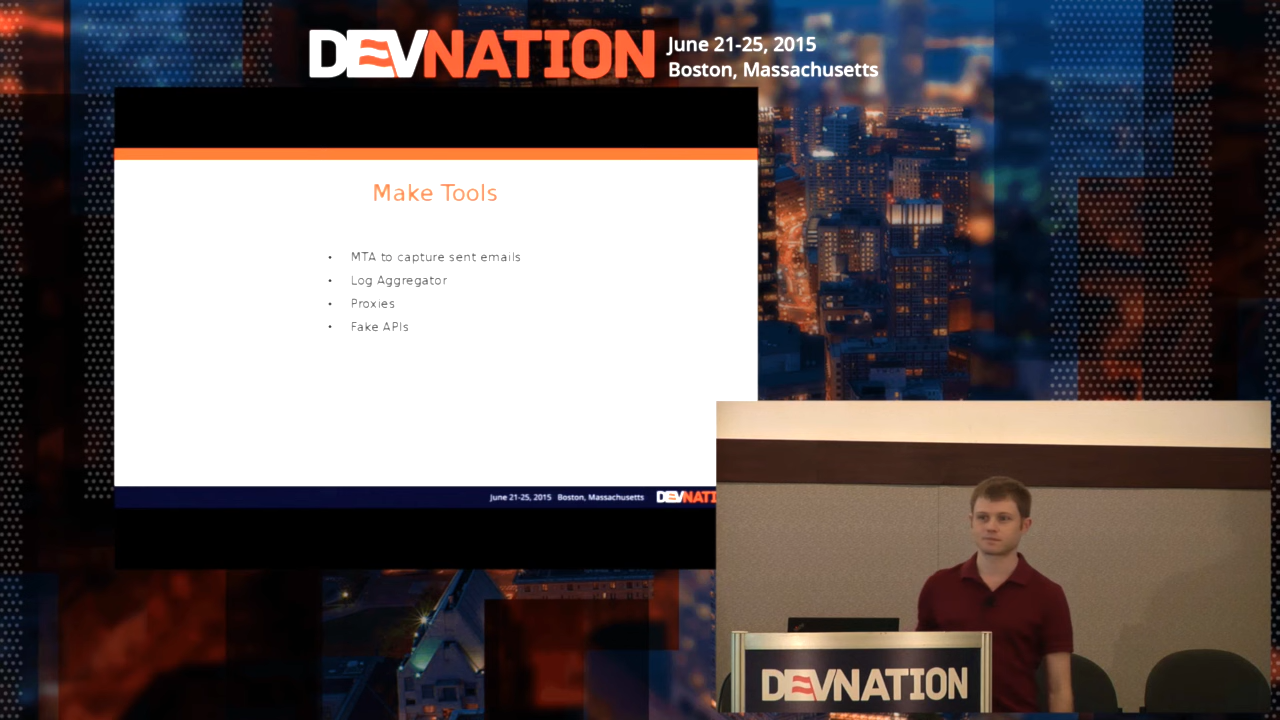 DEVNATION
June 21-25, 2015
Boston, Massachusetts
Make Tools
• MTA to capture sent emails
• Log Aggregator
• Proxies
• Fake APIs
June 21-25, 2015 Boston, Massachusetts DEVNATI
DEVNATION